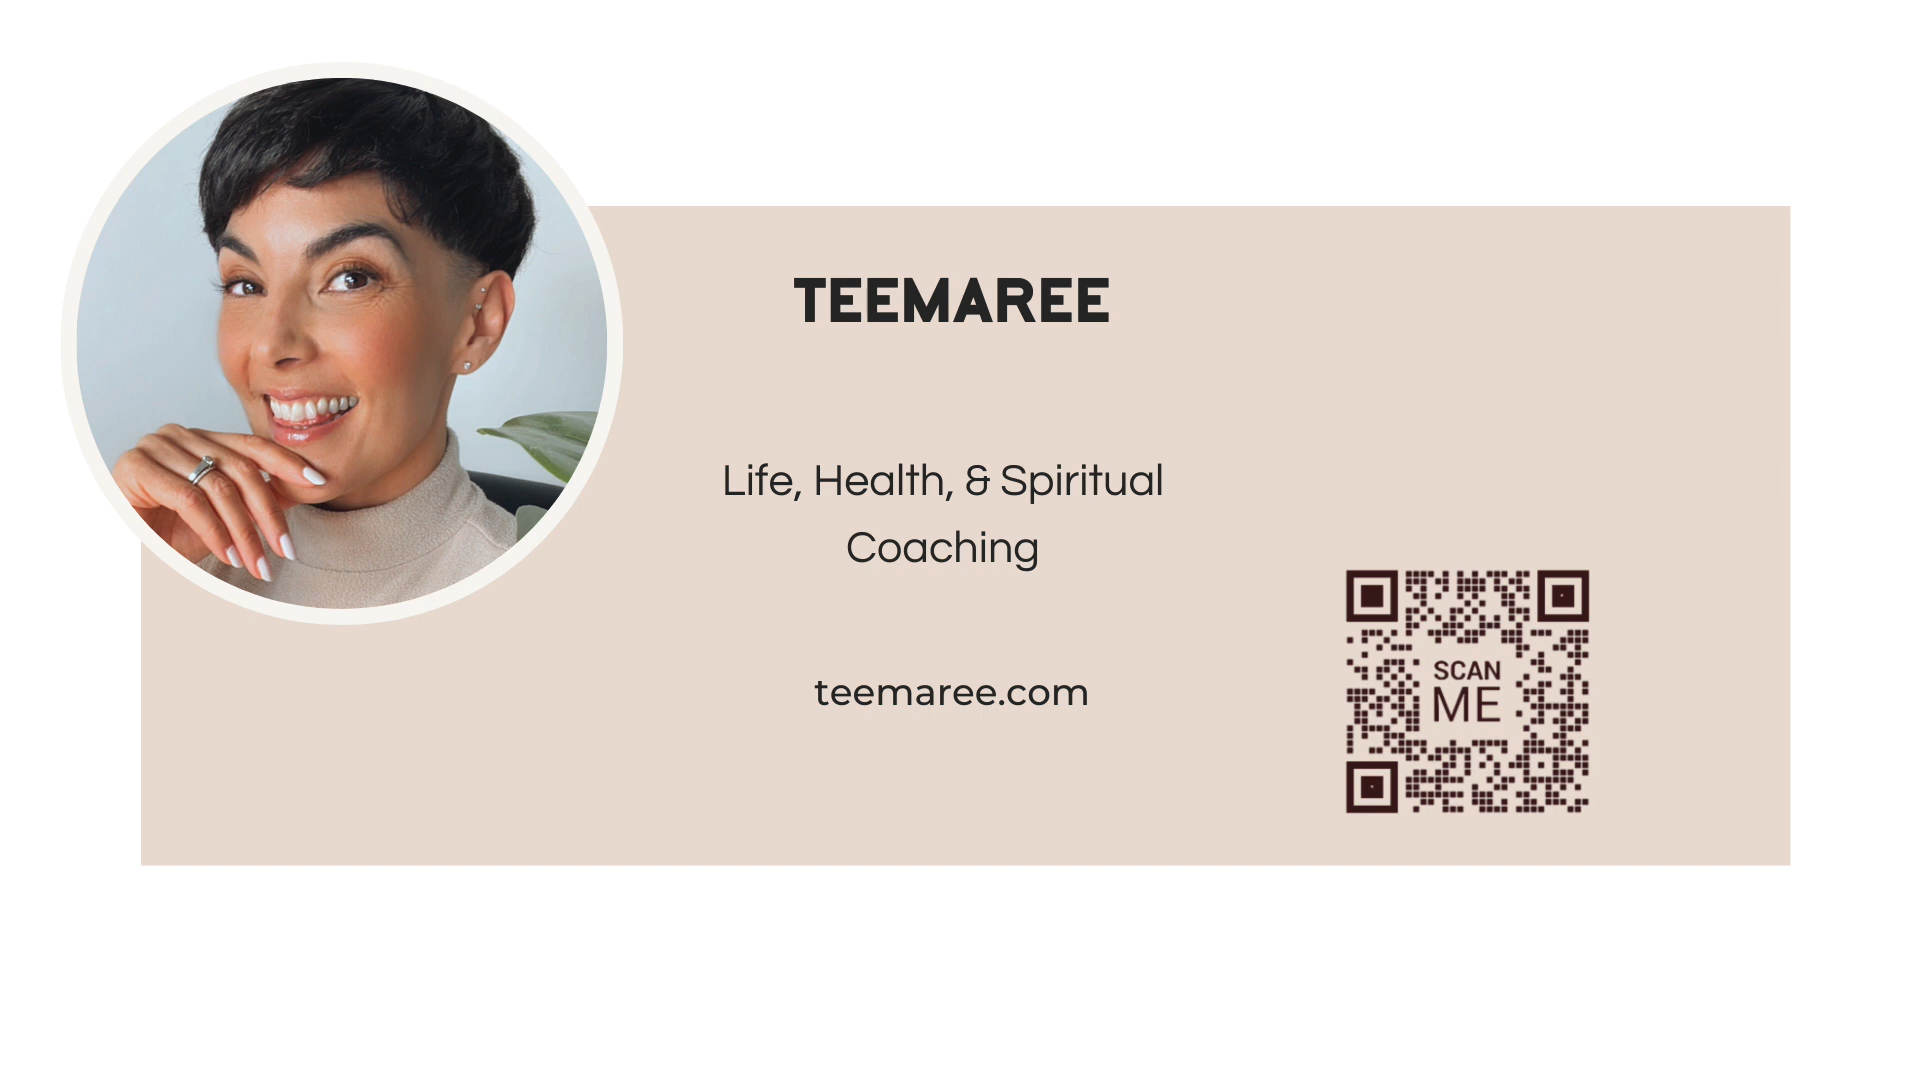 TEEMAREE
Life, Health, & Spiritual
Coaching
teemaree.com
SCAN
ME